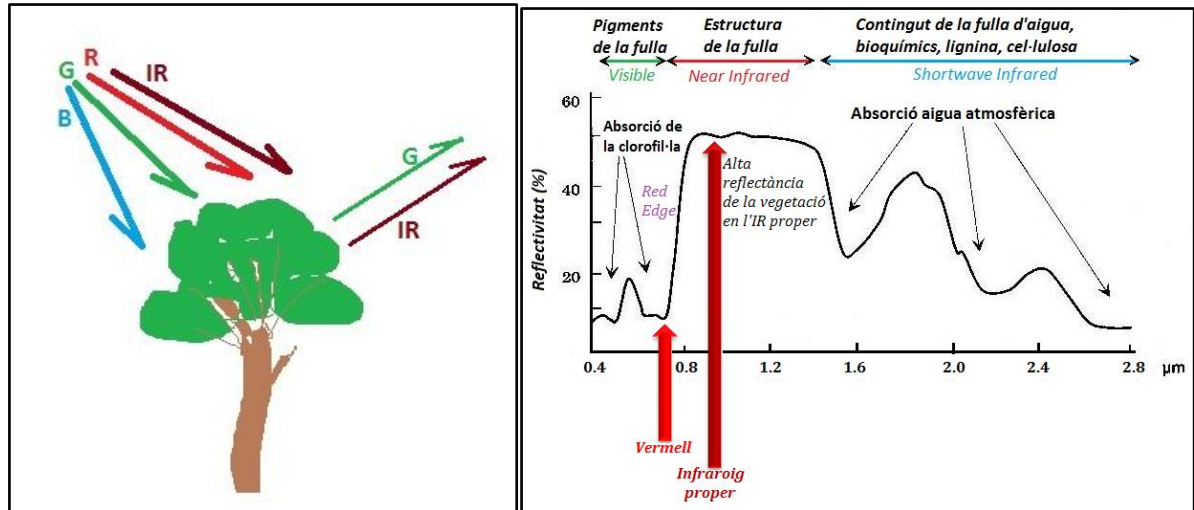 R
G
IR
B
G
IR
Pigments
de la fulla
Visible
Estructura
de la fulla
Near Infrared
Contingut de la fulla d'aigua,
bioquímics, lignina, cel·lulosa
Shortwave Infrared
Reflectivitat (%)
60
40
20
0
Absorció de
la clorofil·la
Red
Edge
Alta
reflectància
de la vegetació
en l'IR proper
Absorció aigua atmosfèrica
0.4
0.8
1.2
1.6
2.0
2.4
2.8
µm
Vermell
Infraroig
proper